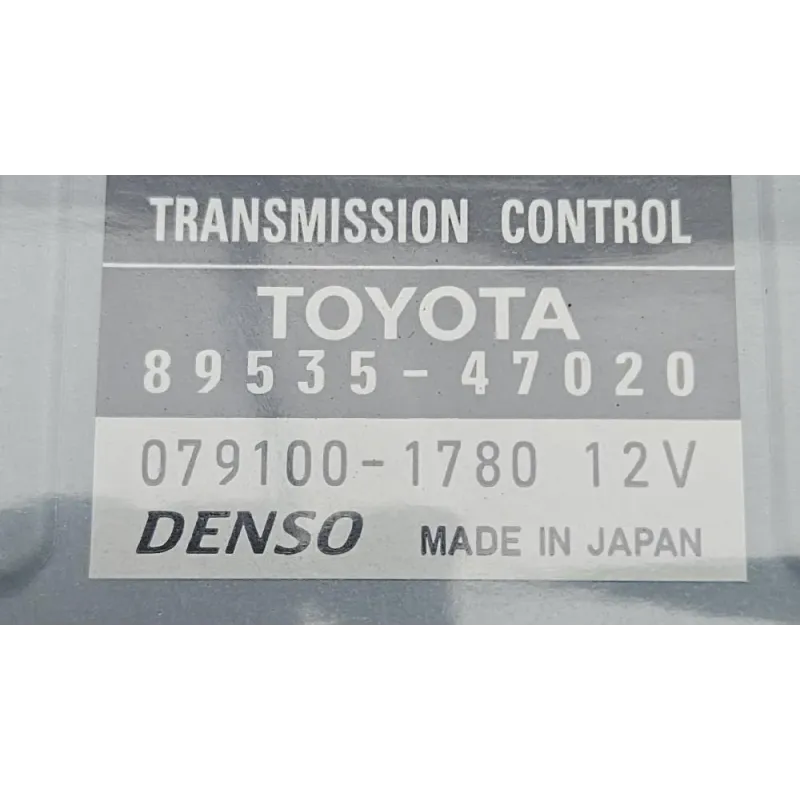 TRANSMISSION CONTROL
TOYOTA
89535-47020
079100-1780 12V
DENSO MADE IN JAPAN